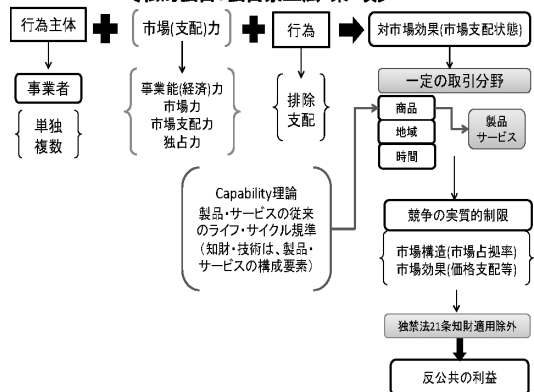 行為主体
市場(支配)力
行為
対市場効果(市場支配状態)
事業者
単独
複数
事業能(経済)力
市場力
市場支配力
独占力
排除
支配
一定の取引分野
商品
地域
時間
製品
サービス
Capability理論
製品・サービスの従来
のライフ・サイクル規準
(知財・技術は、製品・
サービスの構成要素)
競争の実質的制限
市場構造(市場占拠率)
市場効果(価格支配等)
独禁法21条知財適用除外
反公共の利益